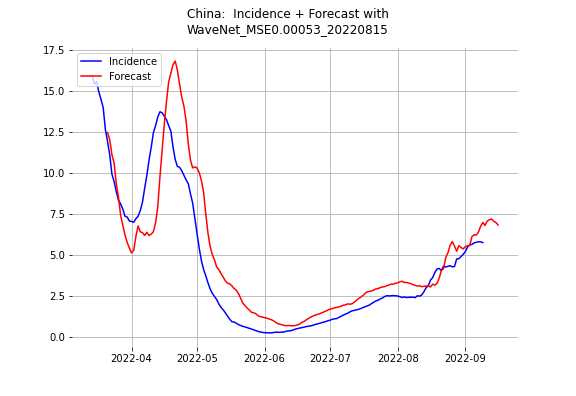 China:  Incidence + Forecast with
WaveNet_MSE0.00053_20220815
17.5
Incidence
Forecast
15.0
12.5
10.0
7.5
5.0
2.5
0.0
2022-04 2022-05 2022-06 2022-07 2022-08 2022-09